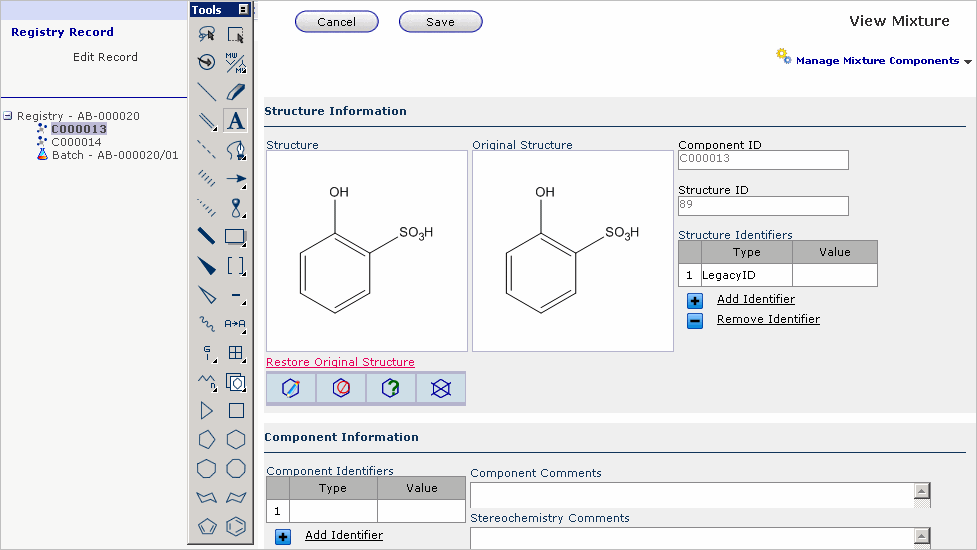 Tools
Cancel
Save
View Mixture
Registry Record
Edit Record
Manage Mixture Components
MW
A
Structure Information
Registry - AB-000020
C000013
C000014
Batch - AB-000020/01
Structure
Original Structure
Component ID
C000013
OH
SO3H
OH
SO3H
Structure ID
89
Structure Identifiers
Type Value
1 LegacyID
Add Identifier
Remove Identifier
A→A
G
n
Restore Original Structure
Component Information
Component Identifiers
Component Comments
Type Value
1
Stereochemistry Comments
Add Identifier